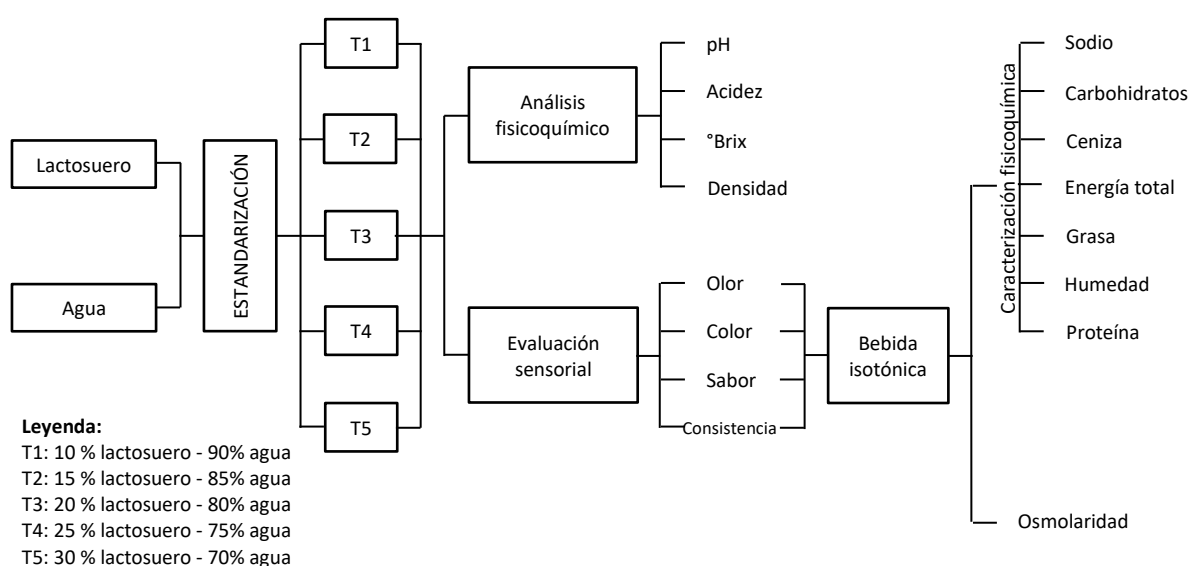 Lactosuero
Agua
ESTANDARIZACIÓN
T1
T2
T3
T4
T5
Análisis
fisicoquímico
pH
Acidez
°Brix
Densidad
Evaluación
sensorial
Olor
Color
Sabor
Consistencia
Bebida
isotónica
Caracterización fisicoquímica
Sodio
Carbohidratos
Ceniza
Energía total
Grasa
Humedad
Proteína
Osmolaridad
Leyenda:
T1: 10 % lactosuero - 90% agua
T2: 15 % lactosuero - 85% agua
T3: 20 % lactosuero - 80% agua
T4: 25 % lactosuero - 75% agua
T5: 30 % lactosuero - 70% agua